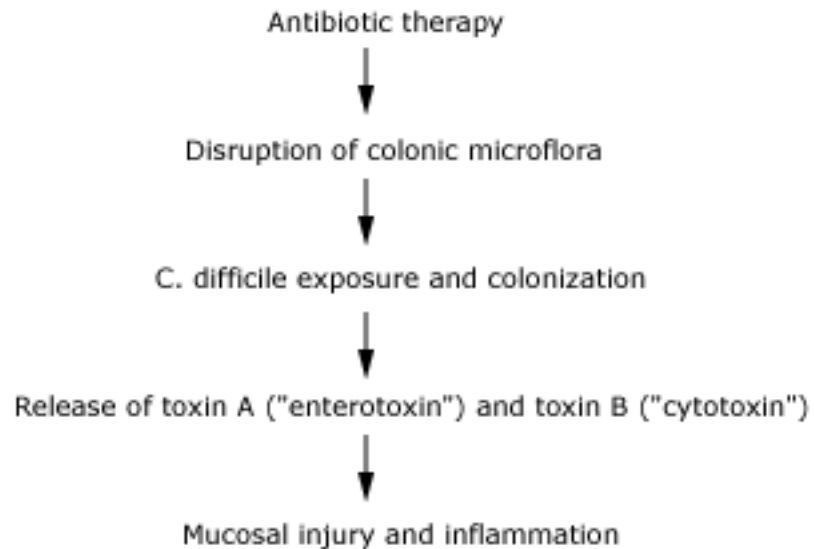 Antibiotic therapy
Disruption of colonic microflora
C. difficile exposure and colonization
Release of toxin A ("enterotoxin") and toxin B ("cytotoxin")
Mucosal injury and inflammation